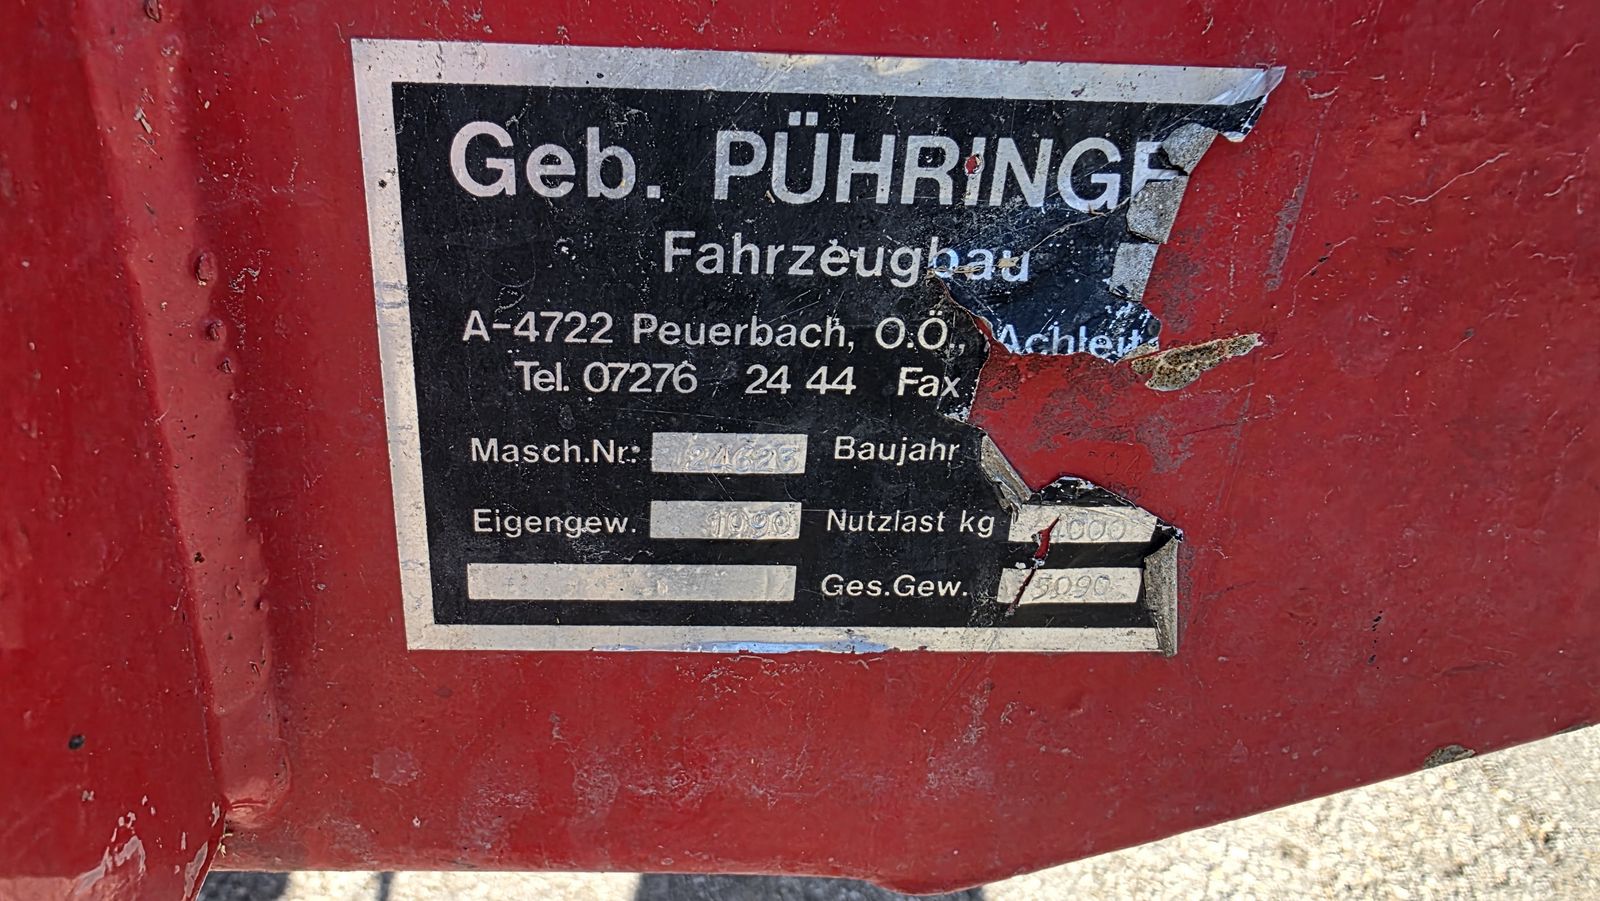 Geb. PÜHRINGE
Fahrzeugbau
A-4722 Peuerbach, O.Ö., Achleit
Tel. 07276 24 44 Fax
Masch.Nr: 24623 Baujahr
Eigengew. 1090 Nutzlast kg 4000
Ges.Gew. 5090